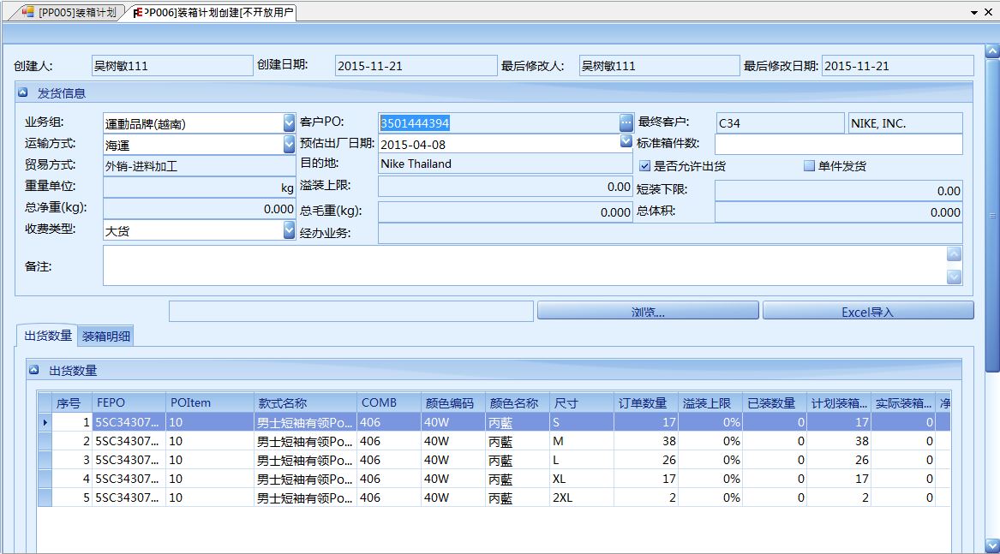 [PP005]装箱计划 PP006]装箱计划创建[不开放用户
创建人: 吴树敏111 创建日期: 2015-11-21 最后修改人: 吴树敏111 最后修改日期: 2015-11-21
发货信息
业务组: 運動品牌(越南) 客户PO: 3501444394 最终客户: C34 NIKE, INC.
运输方式: 海運 预估出厂日期: 2015-04-08 标准箱件数:
贸易方式: 外销-进料加工 目的地: Nike Thailand 是否允许出货 单件发货
重量单位: kg 溢装上限: 0.00 短装下限: 0.00
总净重(kg): 0.000 总毛重(kg): 0.000 总体积: 0.000
收费类型: 大货 经办业务:
备注:
浏览... Excel导入
出货数量 装箱明细
出货数量
序号 FEPO POItem 款式名称 COMB 颜色编码 颜色名称 尺寸 订单数量 溢装上限 已装数量 计划装箱... 实际装箱... 净
1 5SC34307... 10 男士短袖有领Po... 406 40W 丙藍 S 17 0% 0 17 0
2 5SC34307... 10 男士短袖有领Po... 406 40W 丙藍 M 38 0% 0 38 0
3 5SC34307... 10 男士短袖有领Po... 406 40W 丙藍 L 26 0% 0 26 0
4 5SC34307... 10 男士短袖有领Po... 406 40W 丙藍 XL 17 0% 0 17 0
5 5SC34307... 10 男士短袖有领Po... 406 40W 丙藍 2XL 2 0% 0 2 0